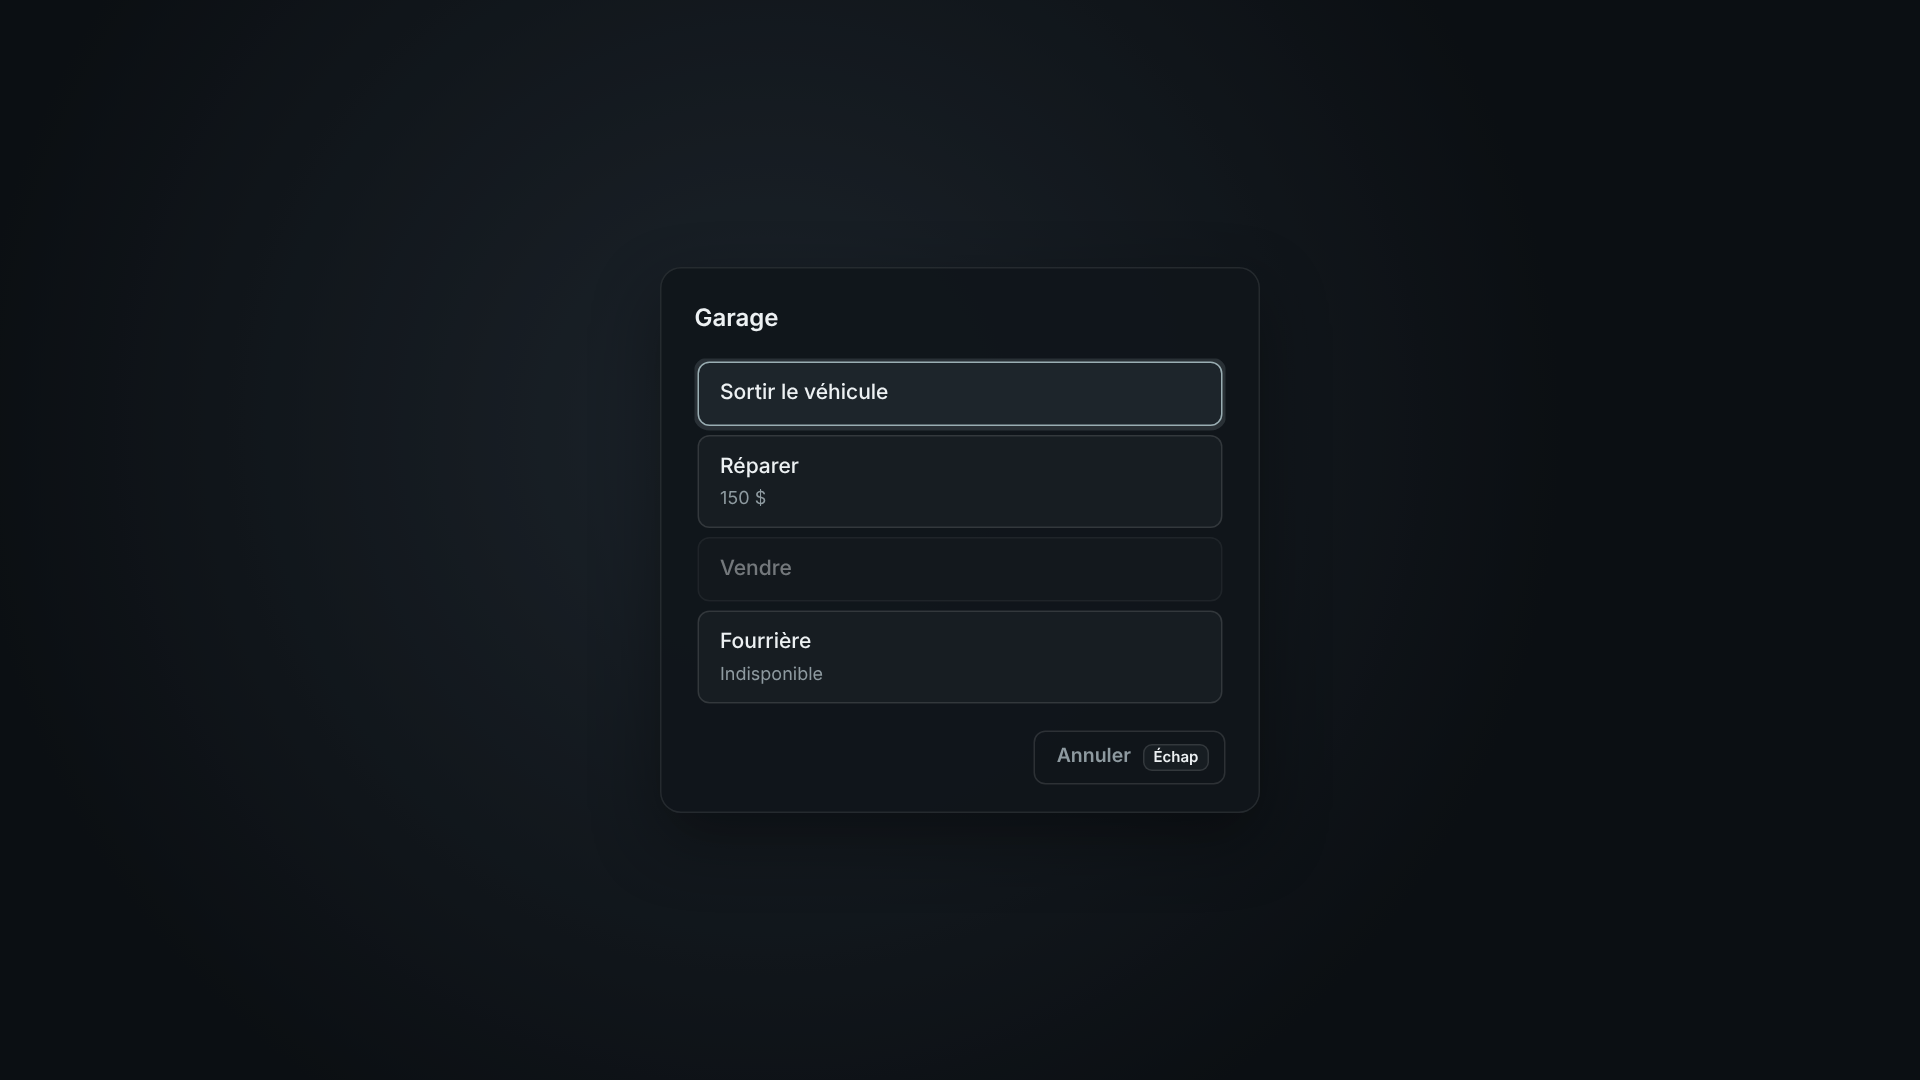 Garage
Sortir le véhicule
Réparer
150 $
Vendre
Fourrière
Indisponible
Annuler Échap